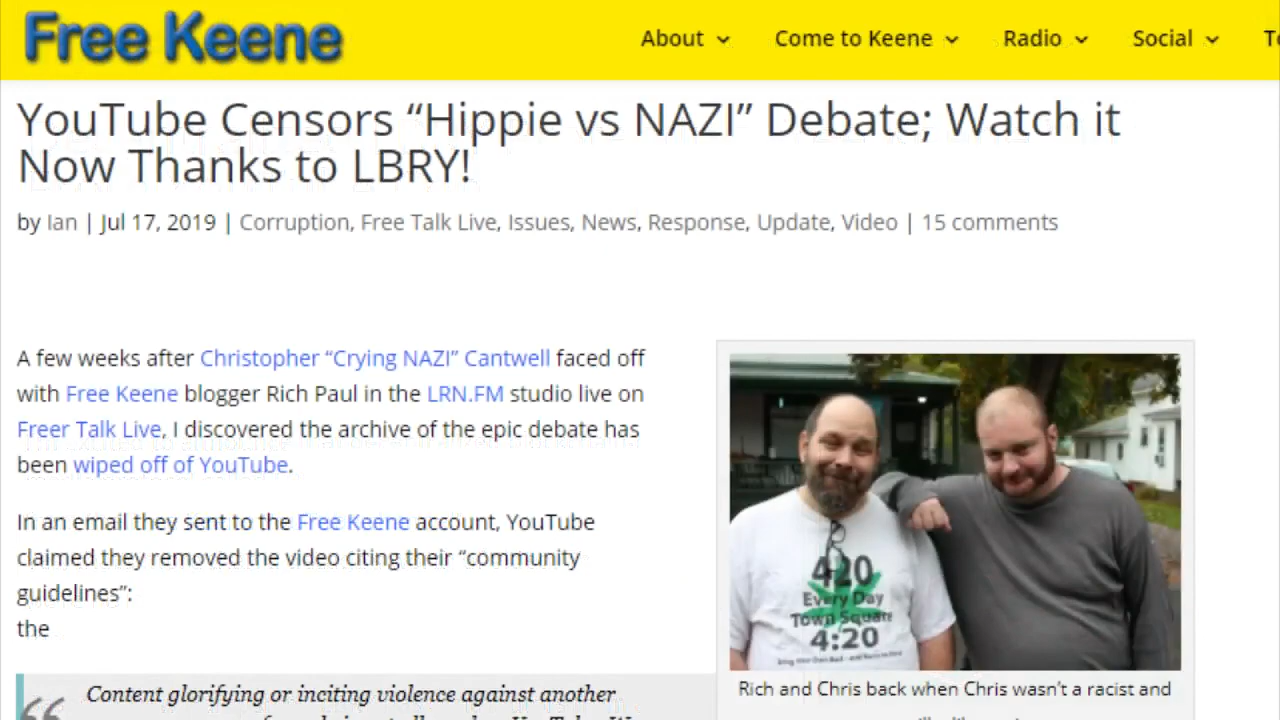 Free Keene
About
Come to Keene
Radio
Social
YouTube Censors “Hippie vs NAZI” Debate; Watch it
Now Thanks to LBRY!
by Ian | Jul 17, 2019 | Corruption, Free Talk Live, Issues, News, Response, Update, Video | 15 comments
A few weeks after Christopher “Crying NAZI” Cantwell faced off
with Free Keene blogger Rich Paul in the LRN.FM studio live on
Freer Talk Live, I discovered the archive of the epic debate has
been wiped off of YouTube.
In an email they sent to the Free Keene account, YouTube
claimed they removed the video citing their “community
guidelines”:
the
“Content glorifying or inciting violence against another
420
Every Day
Town Square
4:20
Rich and Chris back when Chris wasn’t a racist and